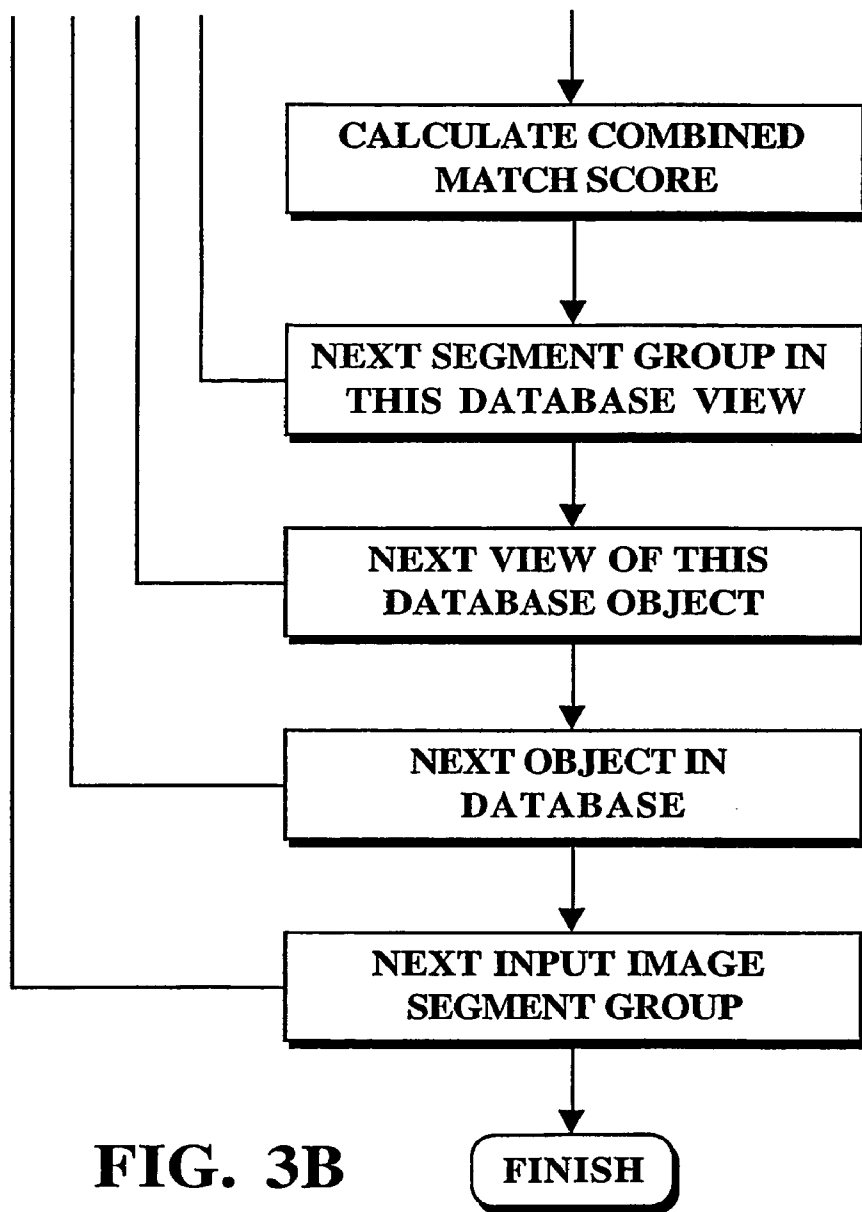 CALCULATE COMBINED
MATCH SCORE
NEXT SEGMENT GROUP IN
THIS DATABASE VIEW
NEXT VIEW OF THIS
DATABASE OBJECT
NEXT OBJECT IN
DATABASE
NEXT INPUT IMAGE
SEGMENT GROUP
FINISH
FIG. 3B